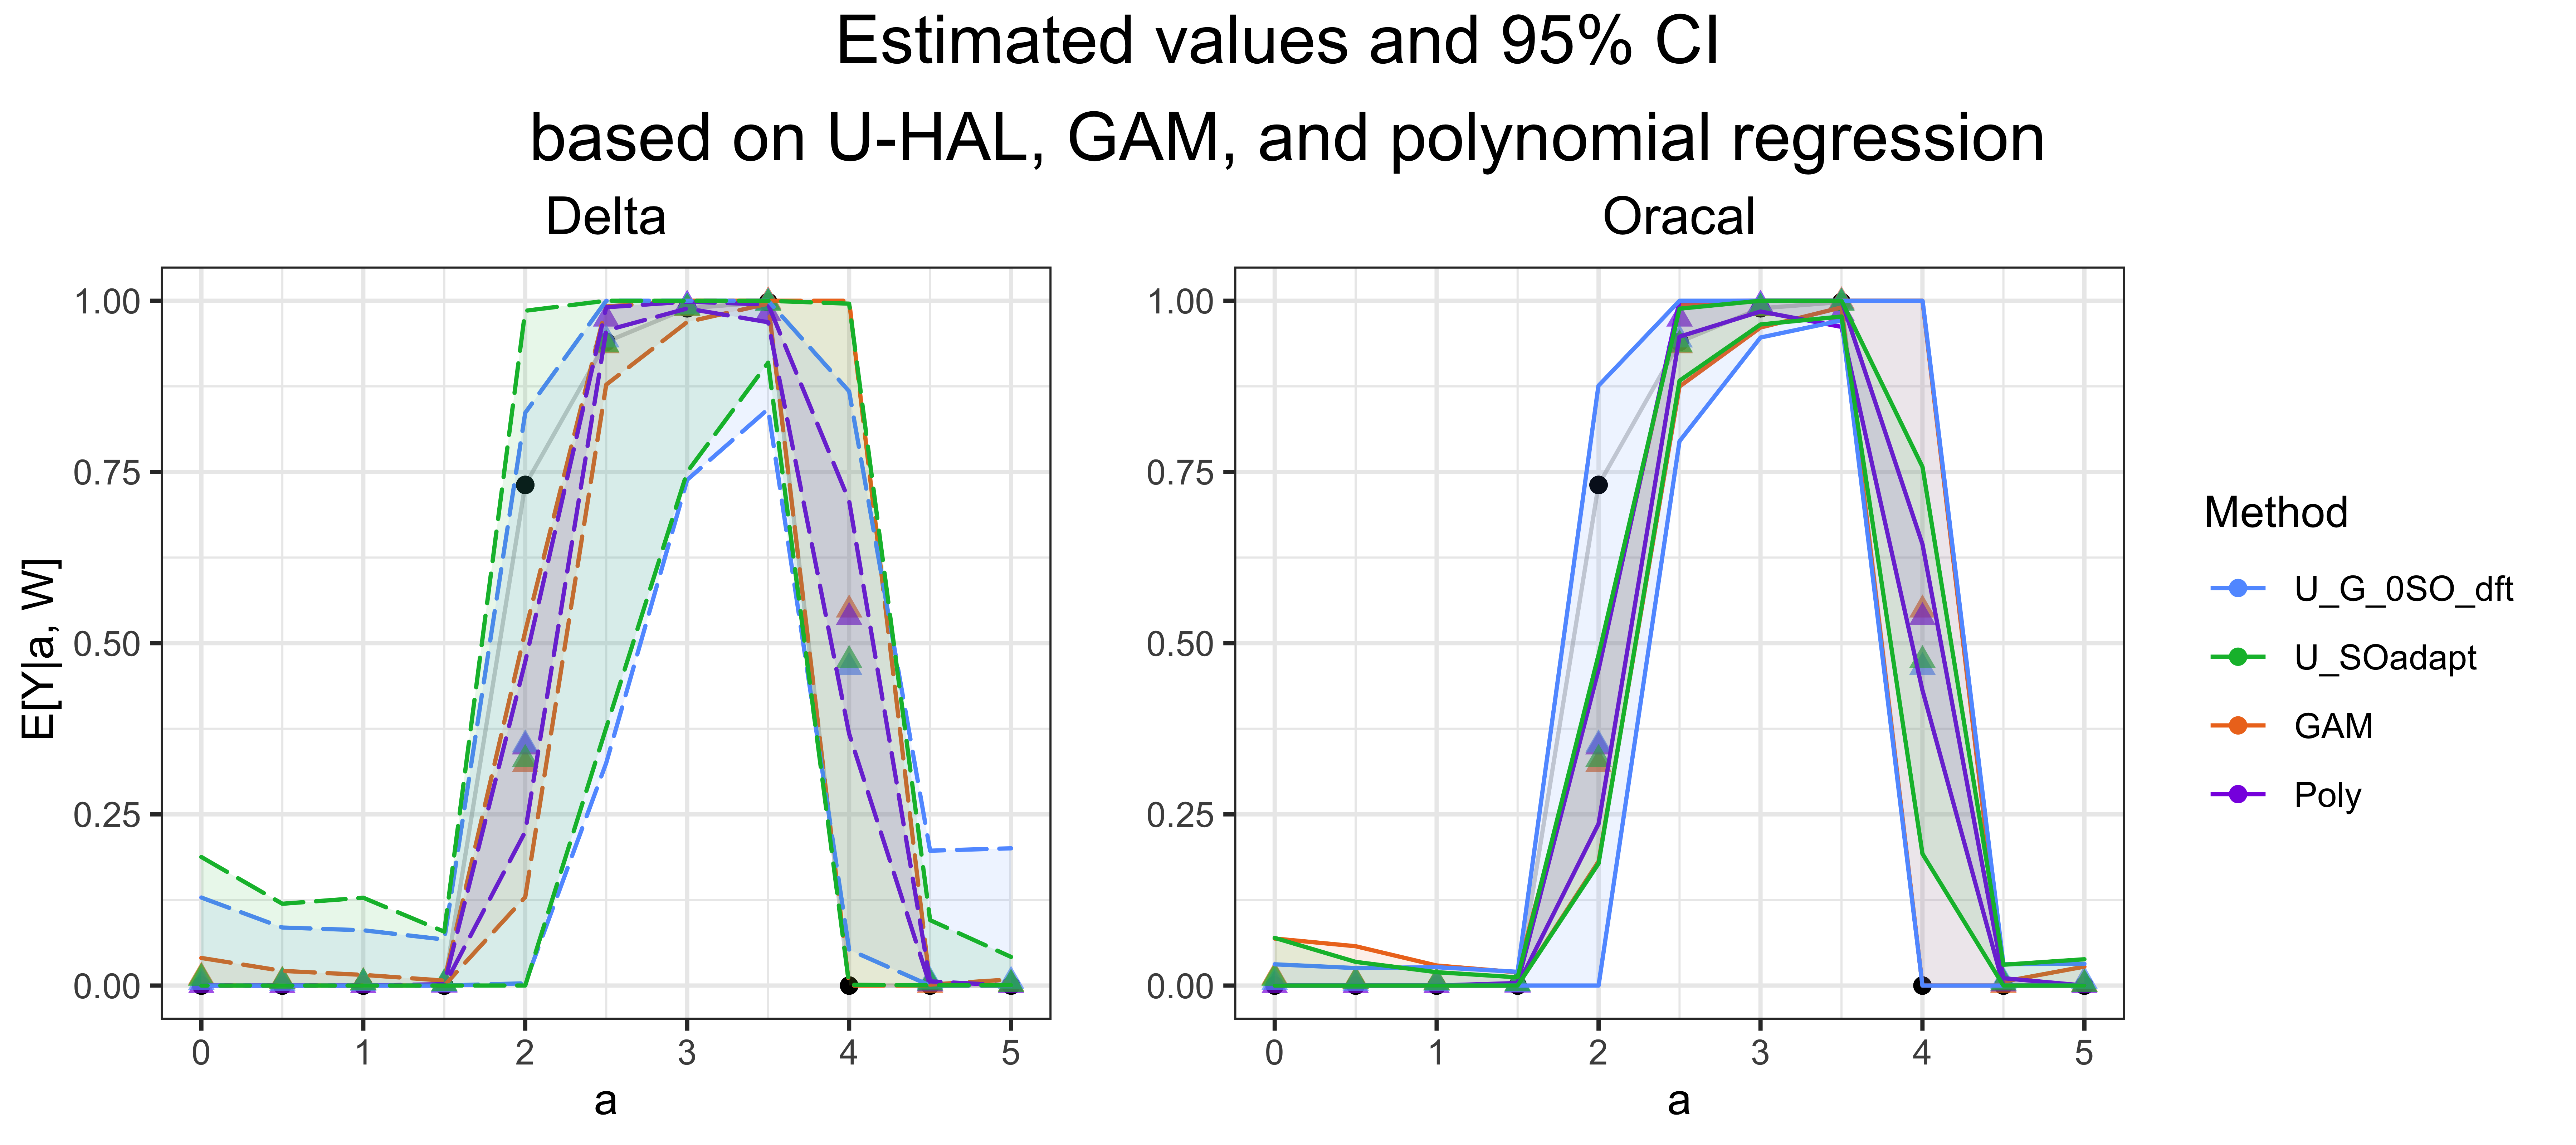 Estimated values and 95% CI
based on U-HAL, GAM, and polynomial regression
Delta
Oracal
E[Y|a, W]
1.00
0.75
0.50
0.25
0.00
0 1 2 3 4 5
a
1.00
0.75
0.50
0.25
0.00
0 1 2 3 4 5
a
Method
U_G_0SO_dft
U_SOadapt
GAM
Poly